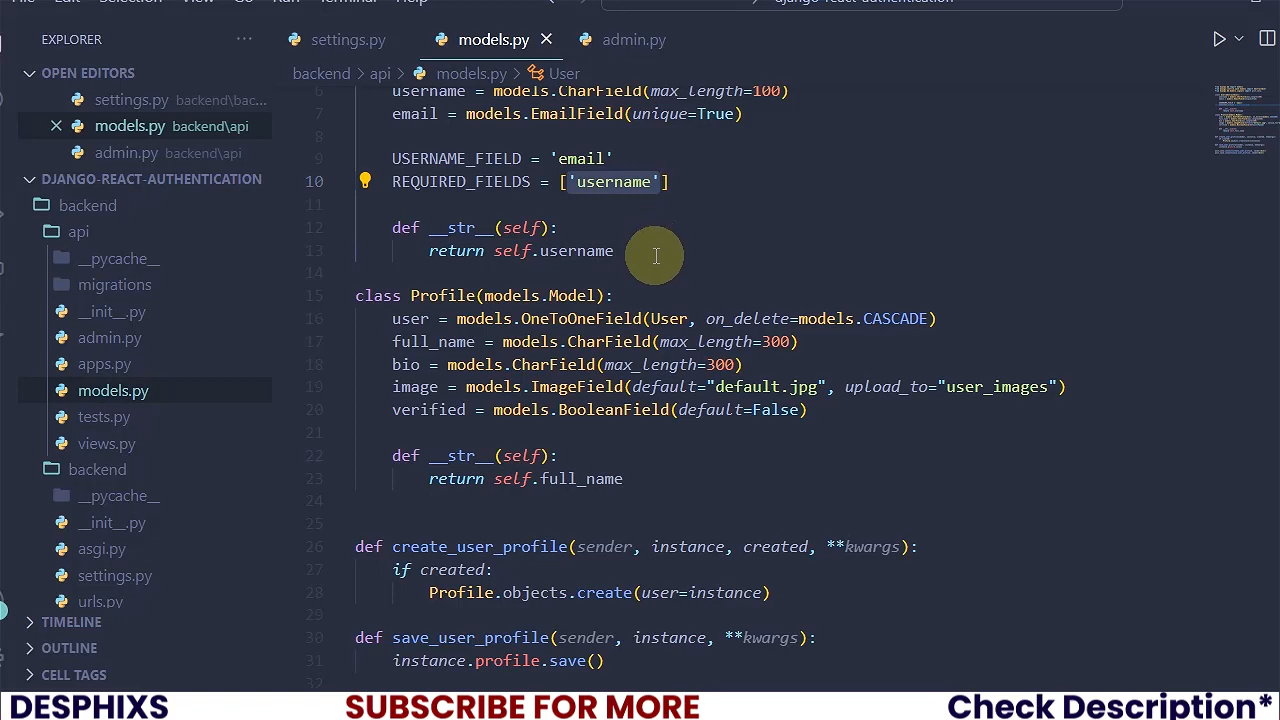 File Edit Selection View Go Run Terminal Help
django-react-authentication
EXPLORER ···
settings.py
models.py
admin.py
OPEN EDITORS
settings.py backend\bac...
models.py backend\api
admin.py backend\api
DJANGO-REACT-AUTHENTICATION
backend
api
__pycache__
migrations
__init__.py
admin.py
apps.py
models.py
tests.py
views.py
backend
__pycache__
__init__.py
asgi.py
settings.py
urls.py
TIMELINE
OUTLINE
CELL TAGS
backend > api > models.py > User
6 username = models.CharField(max_length=100)
7 email = models.EmailField(unique=True)
8
9 USERNAME_FIELD = 'email'
10 REQUIRED_FIELDS = ['username']
11
12 def __str__(self):
13 return self.username
14
15 class Profile(models.Model):
16 user = models.OneToOneField(User, on_delete=models.CASCADE)
17 full_name = models.CharField(max_length=300)
18 bio = models.CharField(max_length=300)
19 image = models.ImageField(default="default.jpg", upload_to="user_images")
20 verified = models.BooleanField(default=False)
21
22 def __str__(self):
23 return self.full_name
24
25
26 def create_user_profile(sender, instance, created, **kwargs):
27 if created:
28 Profile.objects.create(user=instance)
29
30 def save_user_profile(sender, instance, **kwargs):
31 instance.profile.save()
32
DESPHIXS
SUBSCRIBE FOR MORE
Check Description*